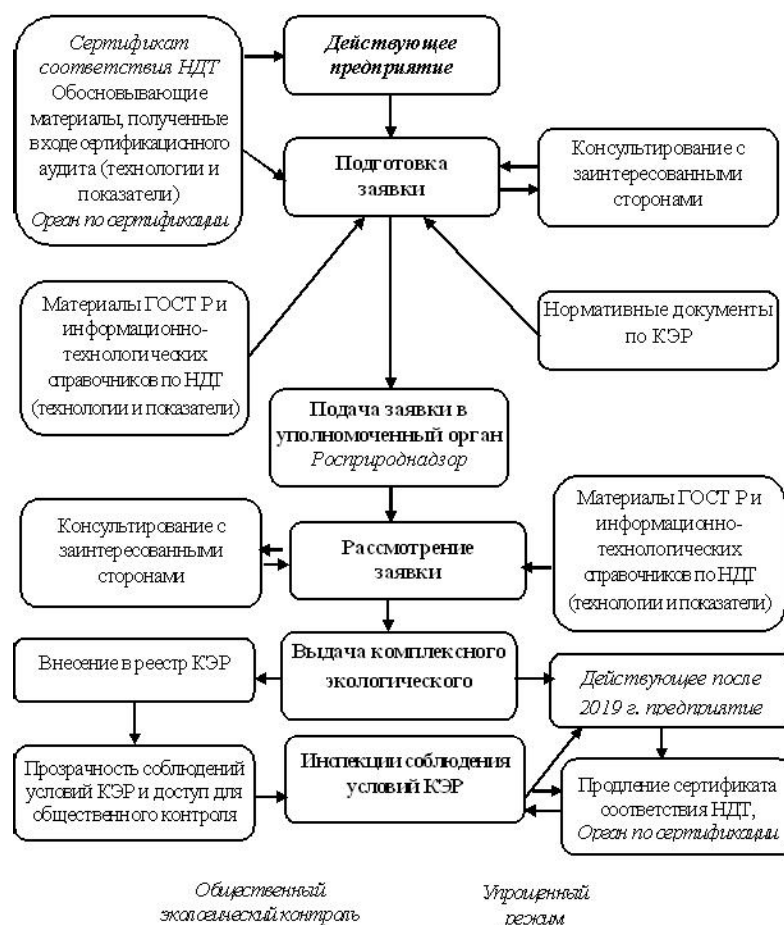 Сертификат
соответствия НДТ
Обосновывающие
материалы, полученные
в ходе сертификационного
аудита (технологии и
показатели)
Орган по сертификации
Действующее
предприятие
Подготовка
заявки
Консультирование с
заинтересованными
сторонами
Материалы ГОСТ Р и
информационно-
технологических
справочников по НДТ
(технологии и показатели)
Нормативные документы
по КЭР
Подача заявки в
уполномоченный орган
Росприроднадзор
Консультирование с
заинтересованными
сторонами
Рассмотрение
заявки
Материалы ГОСТ Р и
информационно-
технологических
справочников по НДТ
(технологии и показатели)
Внесение в реестр КЭР
Выдача комплексного
экологического
Действующее после
2019 г. предприятие
Прозрачность соблюдений
условий КЭР и доступ для
общественного контроля
Инспекции соблюдения
условий КЭР
Продление сертификата
соответствия НДТ,
Орган по сертификации
Общественный
экологический контроль
Упрощенный
режим